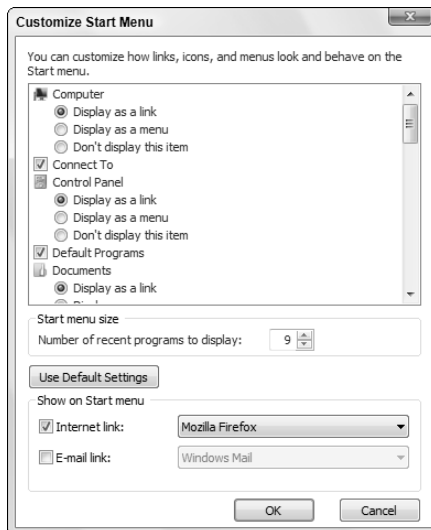 Customize Start Menu
You can customize how links, icons, and menus look and behave on the
Start menu.
Computer
Display as a link
Display as a menu
Don't display this item
Connect To
Control Panel
Display as a link
Display as a menu
Don't display this item
Default Programs
Documents
Display as a link
Start menu size
Number of recent programs to display: 9
Use Default Settings
Show on Start menu
Internet link: Mozilla Firefox
E-mail link: Windows Mail
OK Cancel